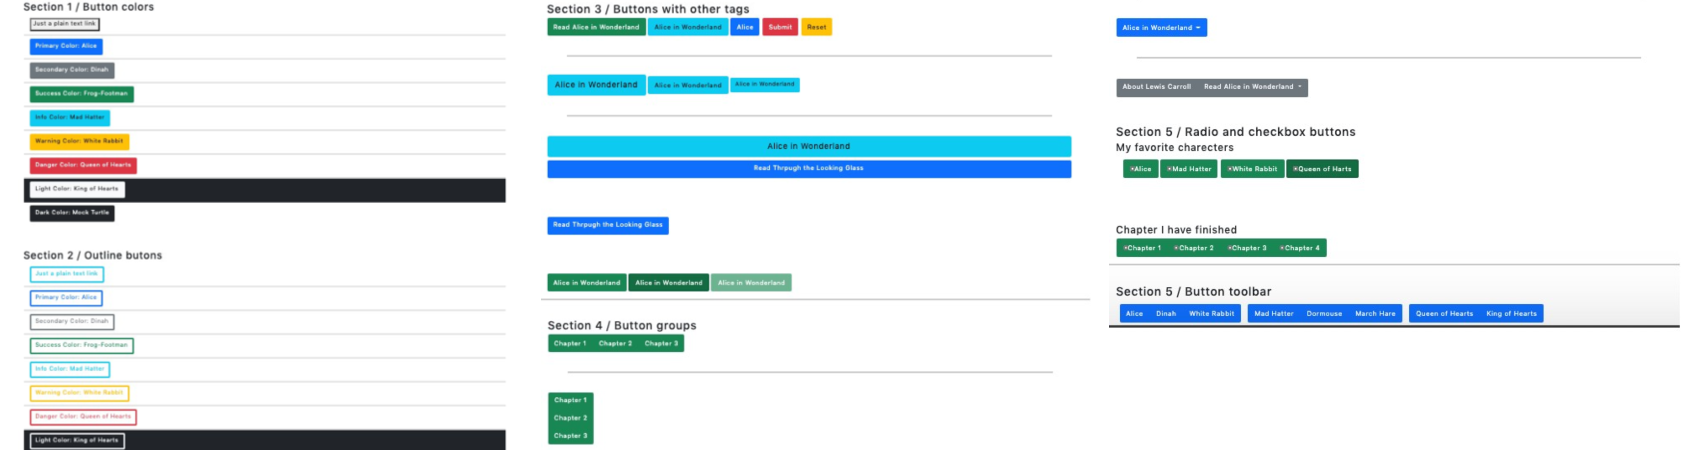 Section 1 / Button colors
Just a plain text link
Primary Color: Alice
Secondary Color: Dinah
Success Color: Frog-Footman
Info Color: Mad Hatter
Warning Color: White Rabbit
Danger Color: Queen of Hearts
Light Color: King of Hearts
Dark Color: Mock Turtle
Section 2 / Outline butons
Just a plain text link
Primary Color: Alice
Secondary Color: Dinah
Success Color: Frog-Footman
Info Color: Mad Hatter
Warning Color: White Rabbit
Danger Color: Queen of Hearts
Light Color: King of Hearts
Section 3 / Buttons with other tags
Read Alice in Wonderland Alice in Wonderland Alice Submit Reset
Alice in Wonderland Alice in Wonderland Alice in Wonderland
Alice in Wonderland
Read Thrpugh the Looking Glass
Read Thrpugh the Looking Glass
Alice in Wonderland Alice in Wonderland Alice in Wonderland
Section 4 / Button groups
Chapter 1 Chapter 2 Chapter 3
Chapter 1
Chapter 2
Chapter 3
Alice in Wonderland
About Lewis Carroll Read Alice in Wonderland
Section 5 / Radio and checkbox buttons
My favorite charecters
Alice Mad Hatter White Rabbit Queen of Harts
Chapter I have finished
Chapter 1 Chapter 2 Chapter 3 Chapter 4
Section 5 / Button toolbar
Alice Dinah White Rabbit Mad Hatter Dormouse March Hare Queen of Hearts King of Hearts